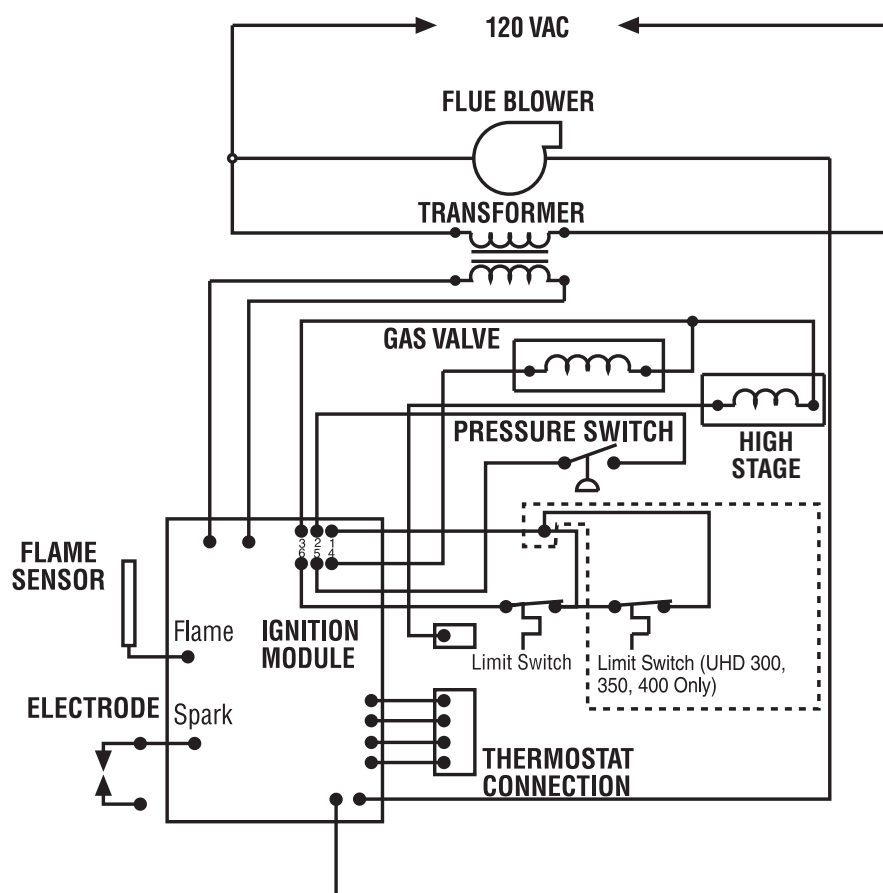 120 VAC
FLUE BLOWER
TRANSFORMER
GAS VALVE
PRESSURE SWITCH
HIGH
STAGE
3 2 1
6 5 4
FLAME
SENSOR
Flame
IGNITION
MODULE
Limit Switch
Limit Switch (UHD 300,
350, 400 Only)
ELECTRODE
Spark
THERMOSTAT
CONNECTION